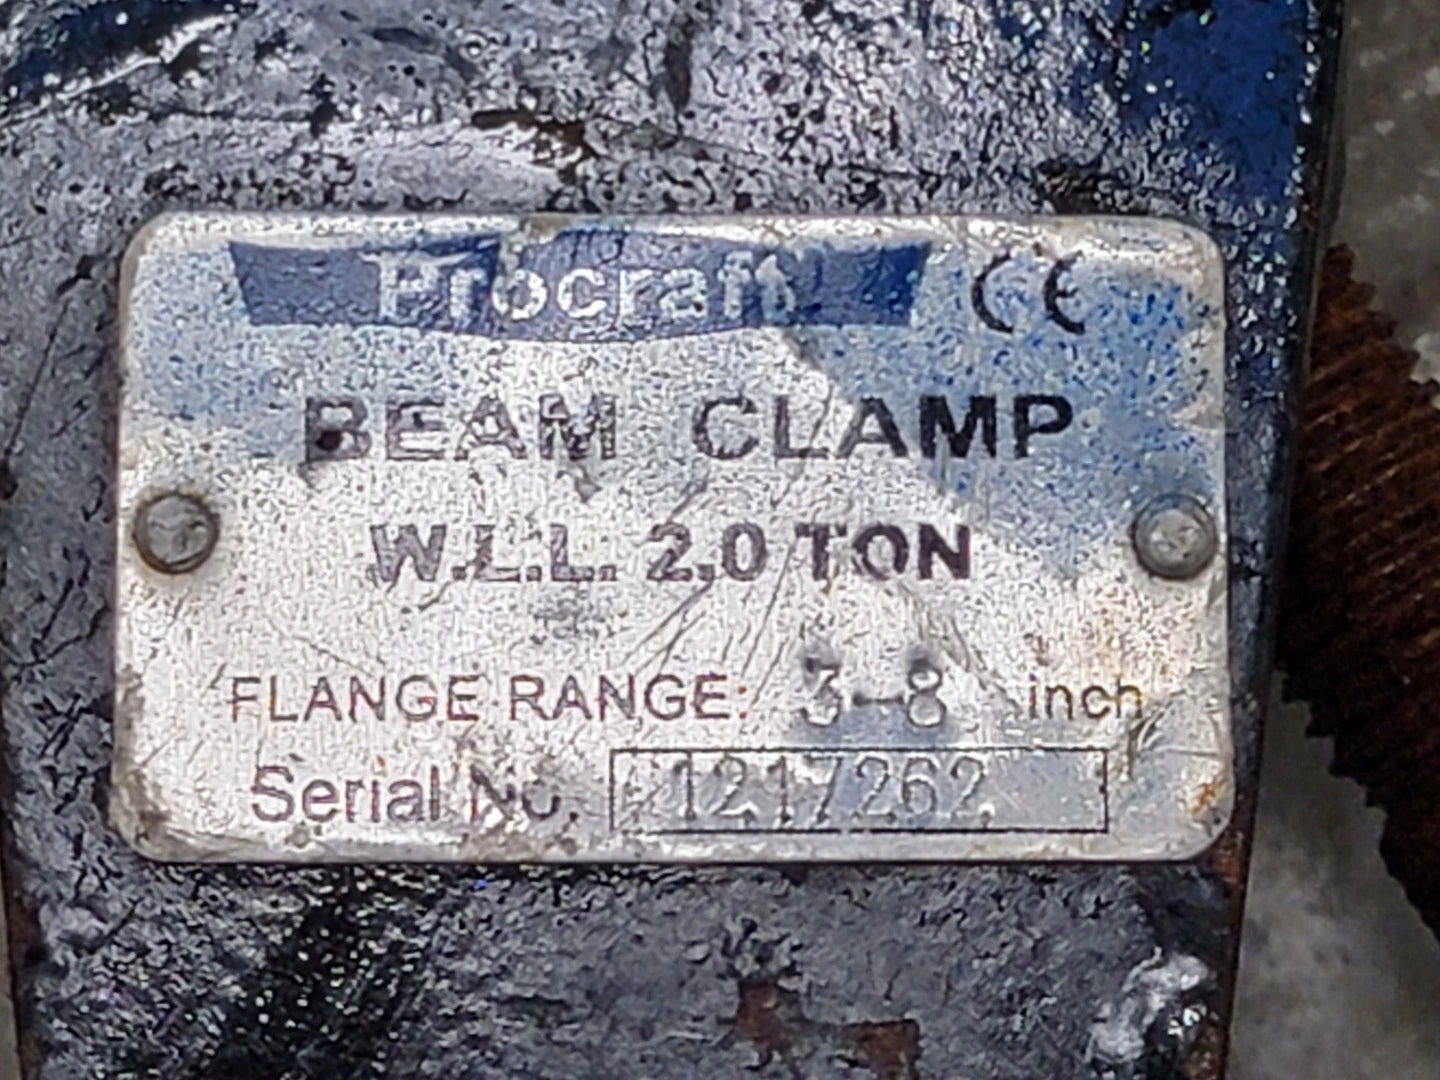 Procraft CE
BEAM CLAMP
W.L.L. 2.0 TON
FLANGE RANGE: 3-8 inch
Serial No. 1217262